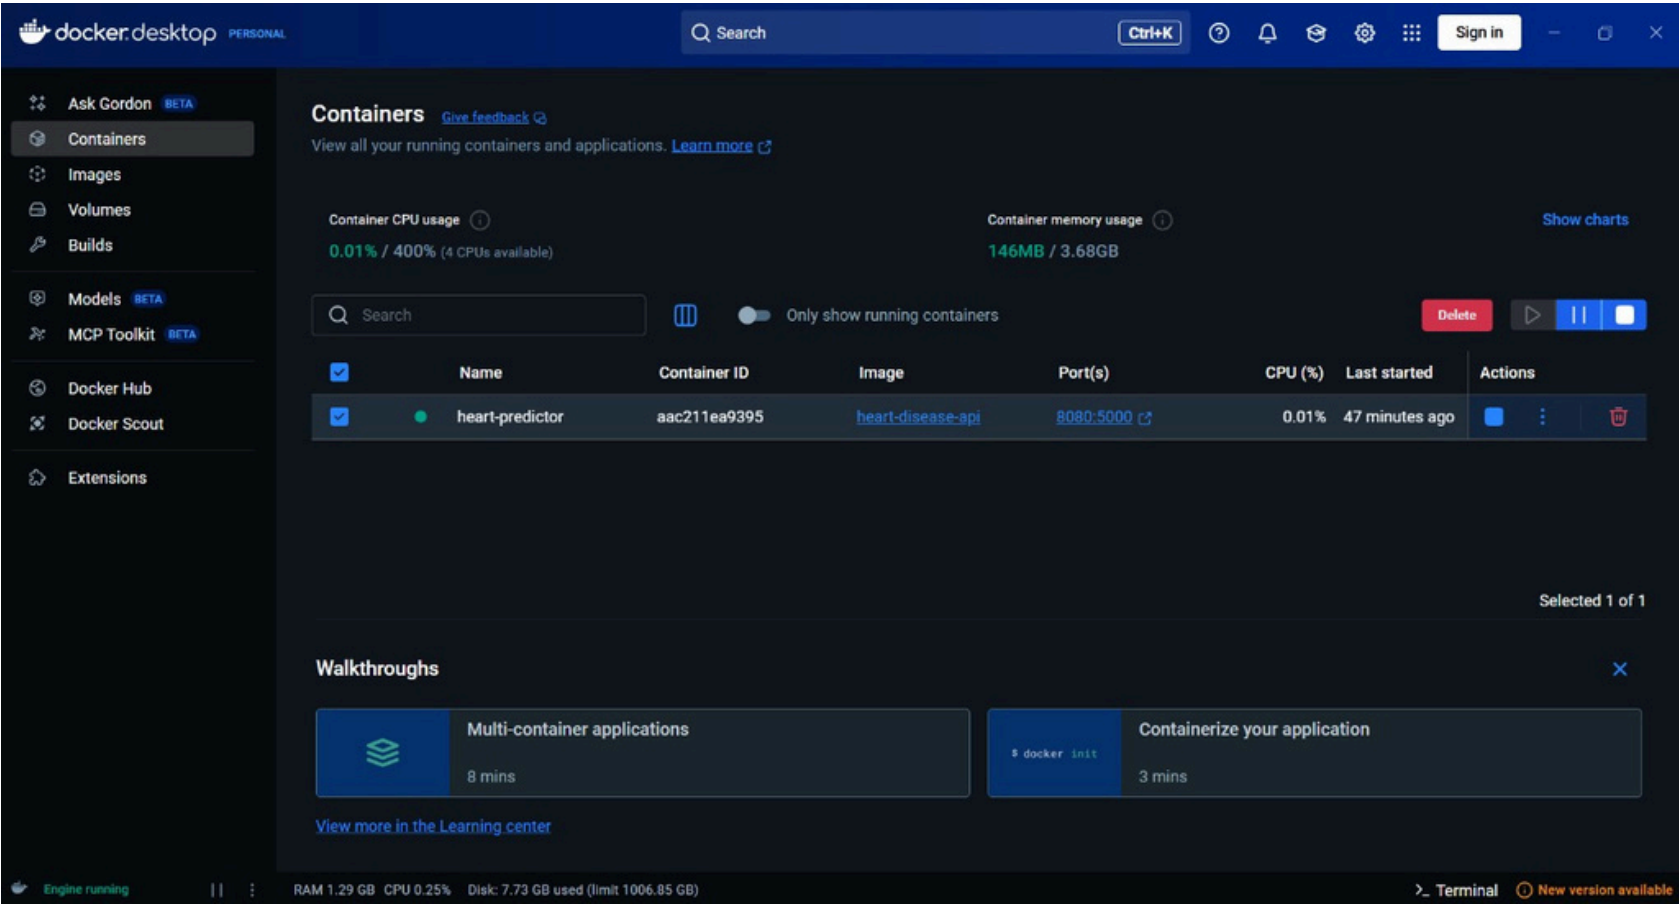 docker.desktop PERSONAL
Search
Ctrl+K
Sign in
Ask Gordon BETA
Containers
Images
Volumes
Builds
Models BETA
MCP Toolkit BETA
Docker Hub
Docker Scout
Extensions
Containers Give feedback
View all your running containers and applications. Learn more
Container CPU usage
0.01% / 400% (4 CPUs available)
Container memory usage
146MB / 3.68GB
Show charts
Search
Only show running containers
Delete
Name Container ID Image Port(s) CPU (%) Last started Actions
heart-predictor aac211ea9395 heart-disease-api 8080:5000 0.01% 47 minutes ago
Selected 1 of 1
Walkthroughs
Multi-container applications
8 mins
$ docker init
Containerize your application
3 mins
View more in the Learning center
Engine running
RAM 1.29 GB CPU 0.25% Disk: 7.73 GB used (limit 1006.85 GB)
>_ Terminal
New version available